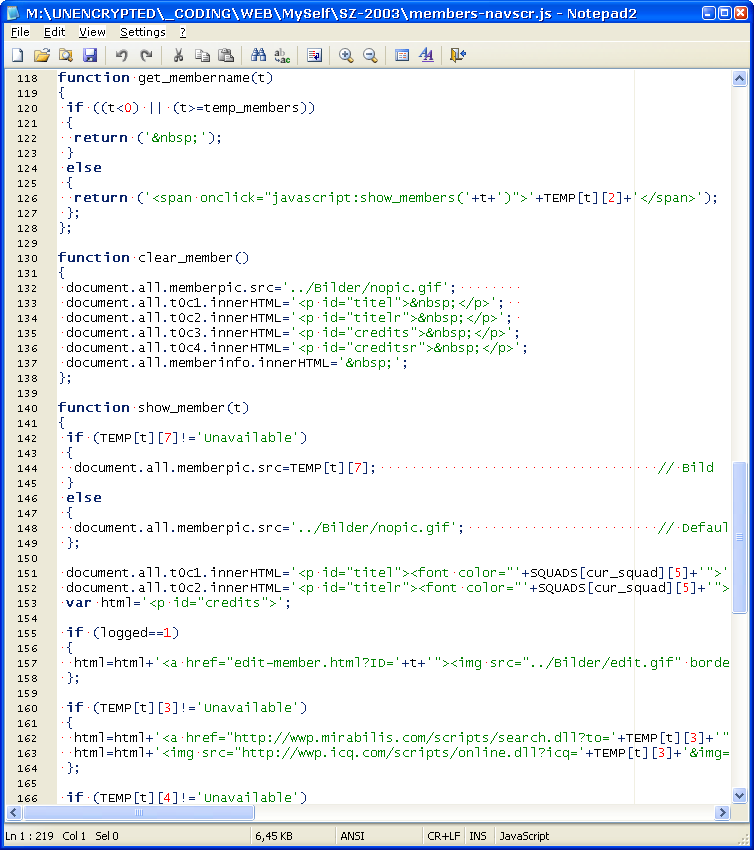 M:\UNENCRYPTED\_CODING\WEB\MySelf\SZ-2003\members-navscr.js - Notepad2
File Edit View Settings ?
118 function get_membername(t)
119 {
120  if ((t<0) || (t>=temp_members))
121  {
122   return ('&nbsp;');
123  }
124  else
125  {
126   return ('<span onclick="javascript:show_members('+t+')">'+TEMP[t][2]+'</span>');
127  };
128 };
129
130 function clear_member()
131 {
132  document.all.memberpic.src='../Bilder/nopic.gif';
133  document.all.t0c1.innerHTML='<p id="titel">&nbsp;</p>';
134  document.all.t0c2.innerHTML='<p id="titelr">&nbsp;</p>';
135  document.all.t0c3.innerHTML='<p id="credits">&nbsp;</p>';
136  document.all.t0c4.innerHTML='<p id="creditsr">&nbsp;</p>';
137  document.all.memberinfo.innerHTML='&nbsp;';
138 };
139
140 function show_member(t)
141 {
142  if (TEMP[t][7]!='Unavailable')
143  {
144   document.all.memberpic.src=TEMP[t][7]; // Bild
145  }
146  else
147  {
148   document.all.memberpic.src='../Bilder/nopic.gif'; // Defaul
149  };
150
151  document.all.t0c1.innerHTML='<p id="titel"><font color="'+SQUADS[cur_squad][5]+'">'
152  document.all.t0c2.innerHTML='<p id="titelr"><font color="'+SQUADS[cur_squad][5]+'">
153  var html='<p id="credits">';
154
155  if (logged==1)
156  {
157   html=html+'<a href="edit-member.html?ID='+t+'"><img src="../Bilder/edit.gif" borde
158  };
159
160  if (TEMP[t][3]!='Unavailable')
161  {
162   html=html+'<a href="http://wwp.mirabilis.com/scripts/search.dll?to='+TEMP[t][3]+'"
163   html=html+'<img src="http://wwp.icq.com/scripts/online.dll?icq='+TEMP[t][3]+'&img=
164  };
165
166  if (TEMP[t][4]!='Unavailable')
Ln 1 : 219 Col 1 Sel 0 6,45 KB ANSI CR+LF INS JavaScript